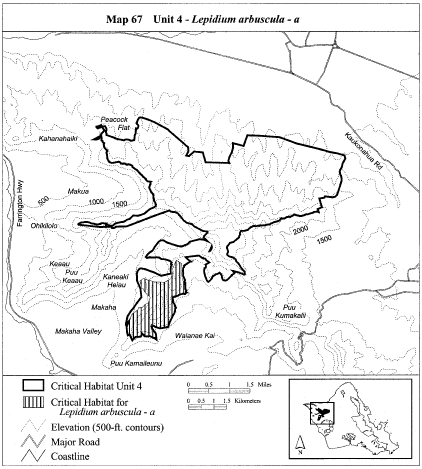 Map 67 Unit 4 - Lepidium arbuscula - a
Peacock
Flat
Kahanahaiki
Kaukonahua Rd
Farrington Hwy
Makua
500
1000
1500
Ohikilolo
2000
1500
Keaau
Puu
Keaau
Kaneaki
Heiau
Makaha
Puu
Kumakalii
Makaha Valley
Waianae Kai
Puu Kamaileunu
Critical Habitat Unit 4
Critical Habitat for
Lepidium arbuscula - a
Elevation (500-ft. contours)
Major Road
Coastline
0 0.5 1 1.5 Miles
0 0.5 1 1.5 Kilometers
N